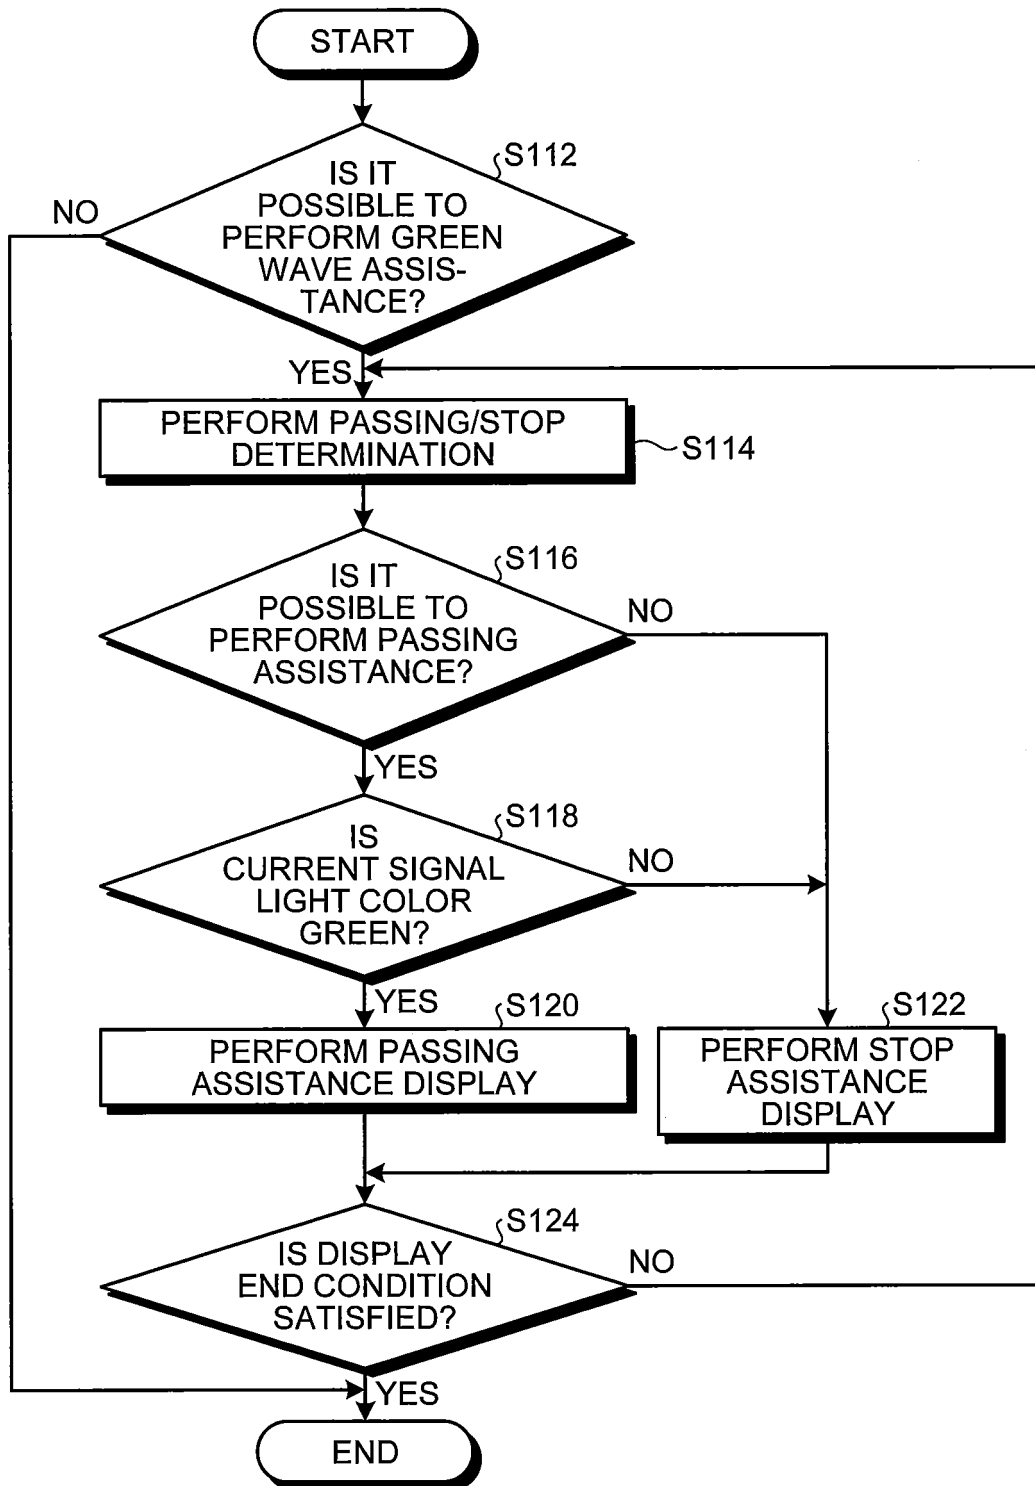 START
S112
IS IT
POSSIBLE TO
PERFORM GREEN
WAVE ASSIS-
TANCE?
NO
YES
PERFORM PASSING/STOP
DETERMINATION
S114
S116
IS IT
POSSIBLE TO
PERFORM PASSING
ASSISTANCE?
NO
YES
S118
IS
CURRENT SIGNAL
LIGHT COLOR
GREEN?
NO
YES
S120
PERFORM PASSING
ASSISTANCE DISPLAY
S122
PERFORM STOP
ASSISTANCE
DISPLAY
S124
IS DISPLAY
END CONDITION
SATISFIED?
NO
YES
END